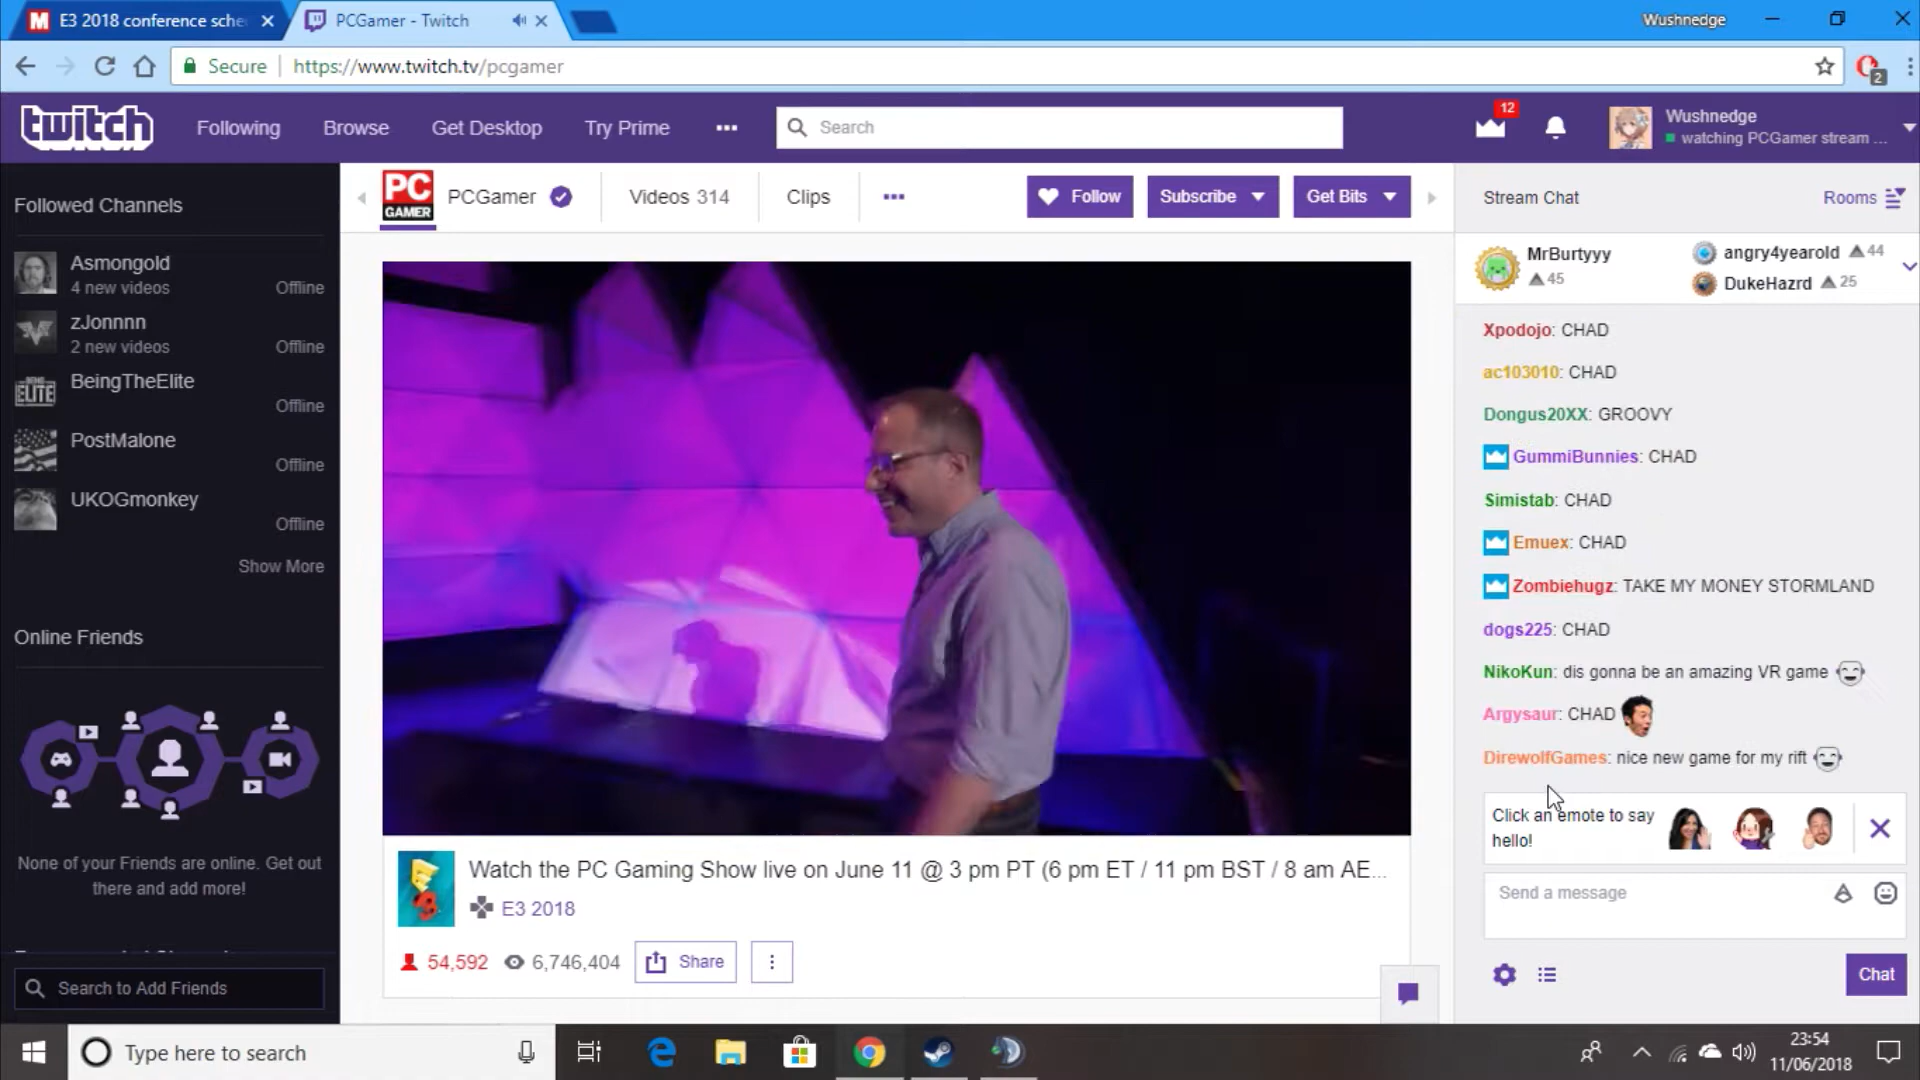 E3 2018 conference sche
PCGamer - Twitch
Wushnedge
Secure
https://www.twitch.tv/pcgamer
2
twitch
Following
Browse
Get Desktop
Try Prime
Search
12
Wushnedge
watching PCGamer stream ...
Followed Channels
Asmongold
4 new videos
Offline
zJonnnn
2 new videos
Offline
BeingTheElite
Offline
PostMalone
Offline
UKOGmonkey
Offline
Show More
Online Friends
None of your Friends are online. Get out
there and add more!
Search to Add Friends
PC
GAMER
PCGamer
Videos 314
Clips
Follow
Subscribe
Get Bits
Watch the PC Gaming Show live on June 11 @ 3 pm PT (6 pm ET / 11 pm BST / 8 am AE...
E3 2018
54,592
6,746,404
Share
Stream Chat
Rooms
MrBurtyyy
45
angry4yearold 44
DukeHazrd 25
Xpodojo: CHAD
ac103010: CHAD
Dongus20XX: GROOVY
GummiBunnies: CHAD
Simistab: CHAD
Emuex: CHAD
Zombiehugz: TAKE MY MONEY STORMLAND
dogs225: CHAD
NikoKun: dis gonna be an amazing VR game
Argysaur: CHAD
DirewolfGames: nice new game for my rift
Click an emote to say
hello!
Send a message
Chat
Type here to search
23:54
11/06/2018